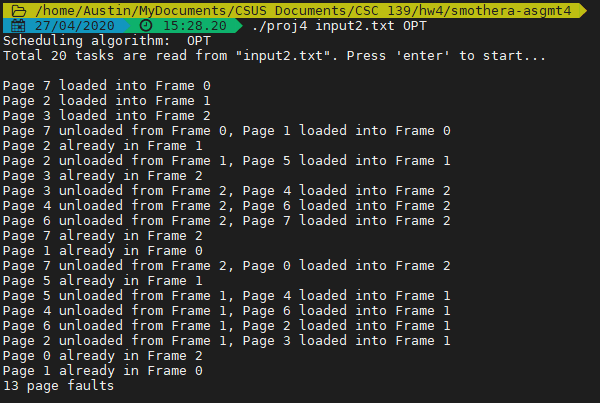 /home/Austin/MyDocuments/CSUS_Documents/CSC_139/hw4/smothera-asgmt4
27/04/2020 15:28.20 ./proj4 input2.txt OPT
Scheduling algorithm:  OPT
Total 20 tasks are read from "input2.txt". Press 'enter' to start...
Page 7 loaded into Frame 0
Page 2 loaded into Frame 1
Page 3 loaded into Frame 2
Page 7 unloaded from Frame 0, Page 1 loaded into Frame 0
Page 2 already in Frame 1
Page 2 unloaded from Frame 1, Page 5 loaded into Frame 1
Page 3 already in Frame 2
Page 3 unloaded from Frame 2, Page 4 loaded into Frame 2
Page 4 unloaded from Frame 2, Page 6 loaded into Frame 2
Page 6 unloaded from Frame 2, Page 7 loaded into Frame 2
Page 7 already in Frame 2
Page 1 already in Frame 0
Page 7 unloaded from Frame 2, Page 0 loaded into Frame 2
Page 5 already in Frame 1
Page 5 unloaded from Frame 1, Page 4 loaded into Frame 1
Page 4 unloaded from Frame 1, Page 6 loaded into Frame 1
Page 6 unloaded from Frame 1, Page 2 loaded into Frame 1
Page 2 unloaded from Frame 1, Page 3 loaded into Frame 1
Page 0 already in Frame 2
Page 1 already in Frame 0
13 page faults